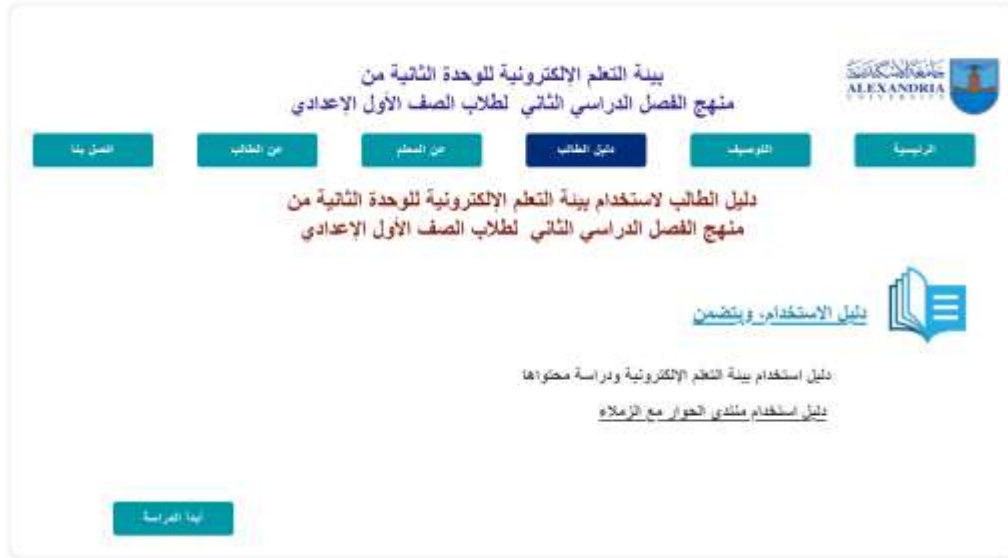 جامعة الإسكندرية
ALEXANDRIA
UNIVERSITY
بيئة التعلم الإلكترونية للوحدة الثانية من
منهج الفصل الدراسي الثاني لطلاب الصف الأول الإعدادي
الرئيسية
التوصيف
دليل الطالب
عن المعلم
عن الطالب
اتصل بنا
دليل الطالب لاستخدام بيئة التعلم الإلكترونية للوحدة الثانية من
منهج الفصل الدراسي الثاني لطلاب الصف الأول الإعدادي
دليل الاستخدام، ويتضمن
دليل استخدام بيئة التعلم الإلكترونية ودراسة محتواها
دليل استخدام منتدى الحوار مع الزملاء
ابدأ الدراسة